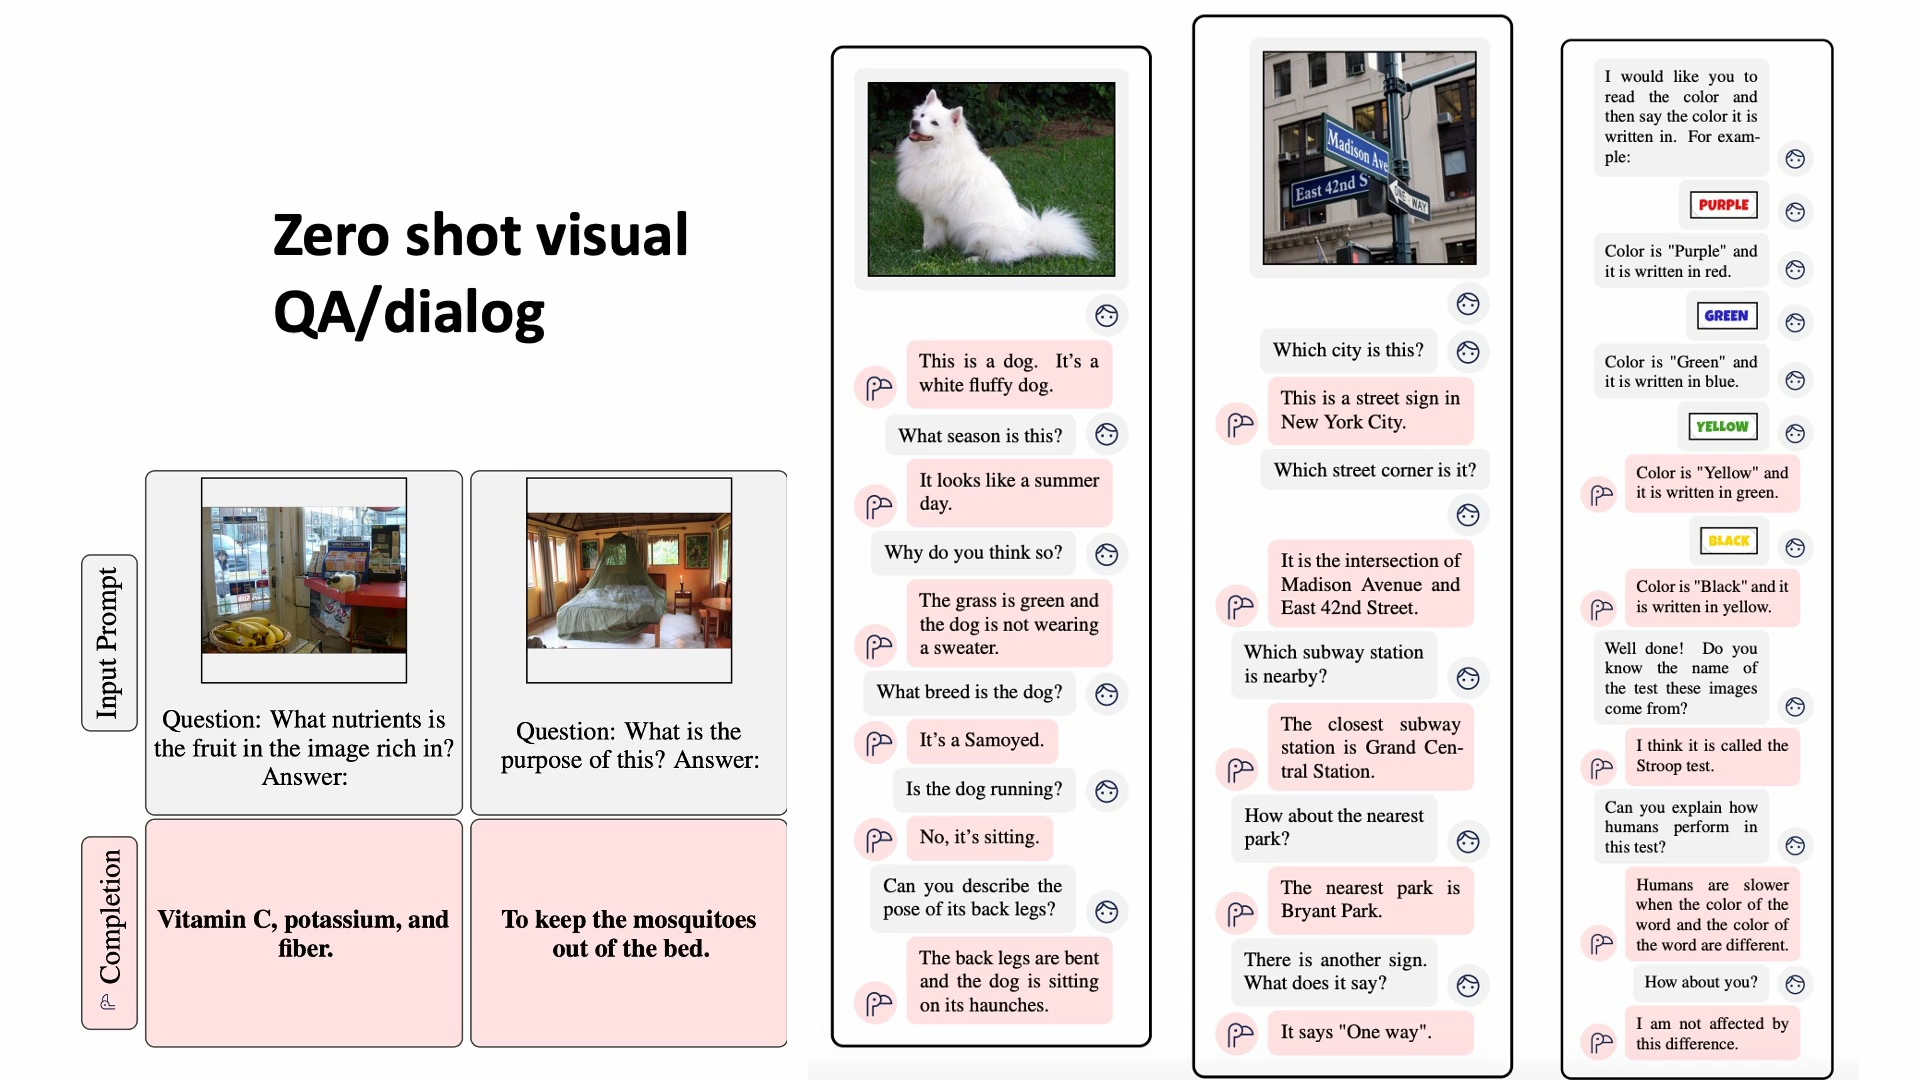 Zero shot visual
QA/dialog
Input Prompt
Question: What nutrients is
the fruit in the image rich in?
Answer:
Question: What is the
purpose of this? Answer:
Completion
Vitamin C, potassium, and
fiber.
To keep the mosquitoes
out of the bed.
This is a dog. It's a
white fluffy dog.
What season is this?
It looks like a summer
day.
Why do you think so?
The grass is green and
the dog is not wearing
a sweater.
What breed is the dog?
It's a Samoyed.
Is the dog running?
No, it's sitting.
Can you describe the
pose of its back legs?
The back legs are bent
and the dog is sitting
on its haunches.
Madison Ave
East 42nd S
ONE-WAY
Which city is this?
This is a street sign in
New York City.
Which street corner is it?
It is the intersection of
Madison Avenue and
East 42nd Street.
Which subway station
is nearby?
The closest subway
station is Grand Cen-
tral Station.
How about the nearest
park?
The nearest park is
Bryant Park.
There is another sign.
What does it say?
It says "One way".
I would like you to
read the color and
then say the color it is
written in. For exam-
ple:
PURPLE
Color is "Purple" and
it is written in red.
GREEN
Color is "Green" and
it is written in blue.
YELLOW
Color is "Yellow" and
it is written in green.
BLACK
Color is "Black" and it
is written in yellow.
Well done! Do you
know the name of
the test these images
come from?
I think it is called the
Stroop test.
Can you explain how
humans perform in
this test?
Humans are slower
when the color of the
word and the color of
the word are different.
How about you?
I am not affected by
this difference.